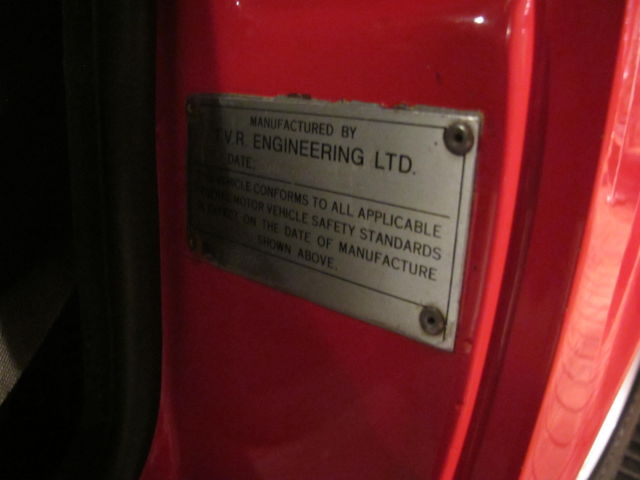 MANUFACTURED BY
T.V.R. ENGINEERING LTD.
DATE:
VEHICLE CONFORMS TO ALL APPLICABLE
FEDERAL MOTOR VEHICLE SAFETY STANDARDS
IN EFFECT ON THE DATE OF MANUFACTURE
SHOWN ABOVE.